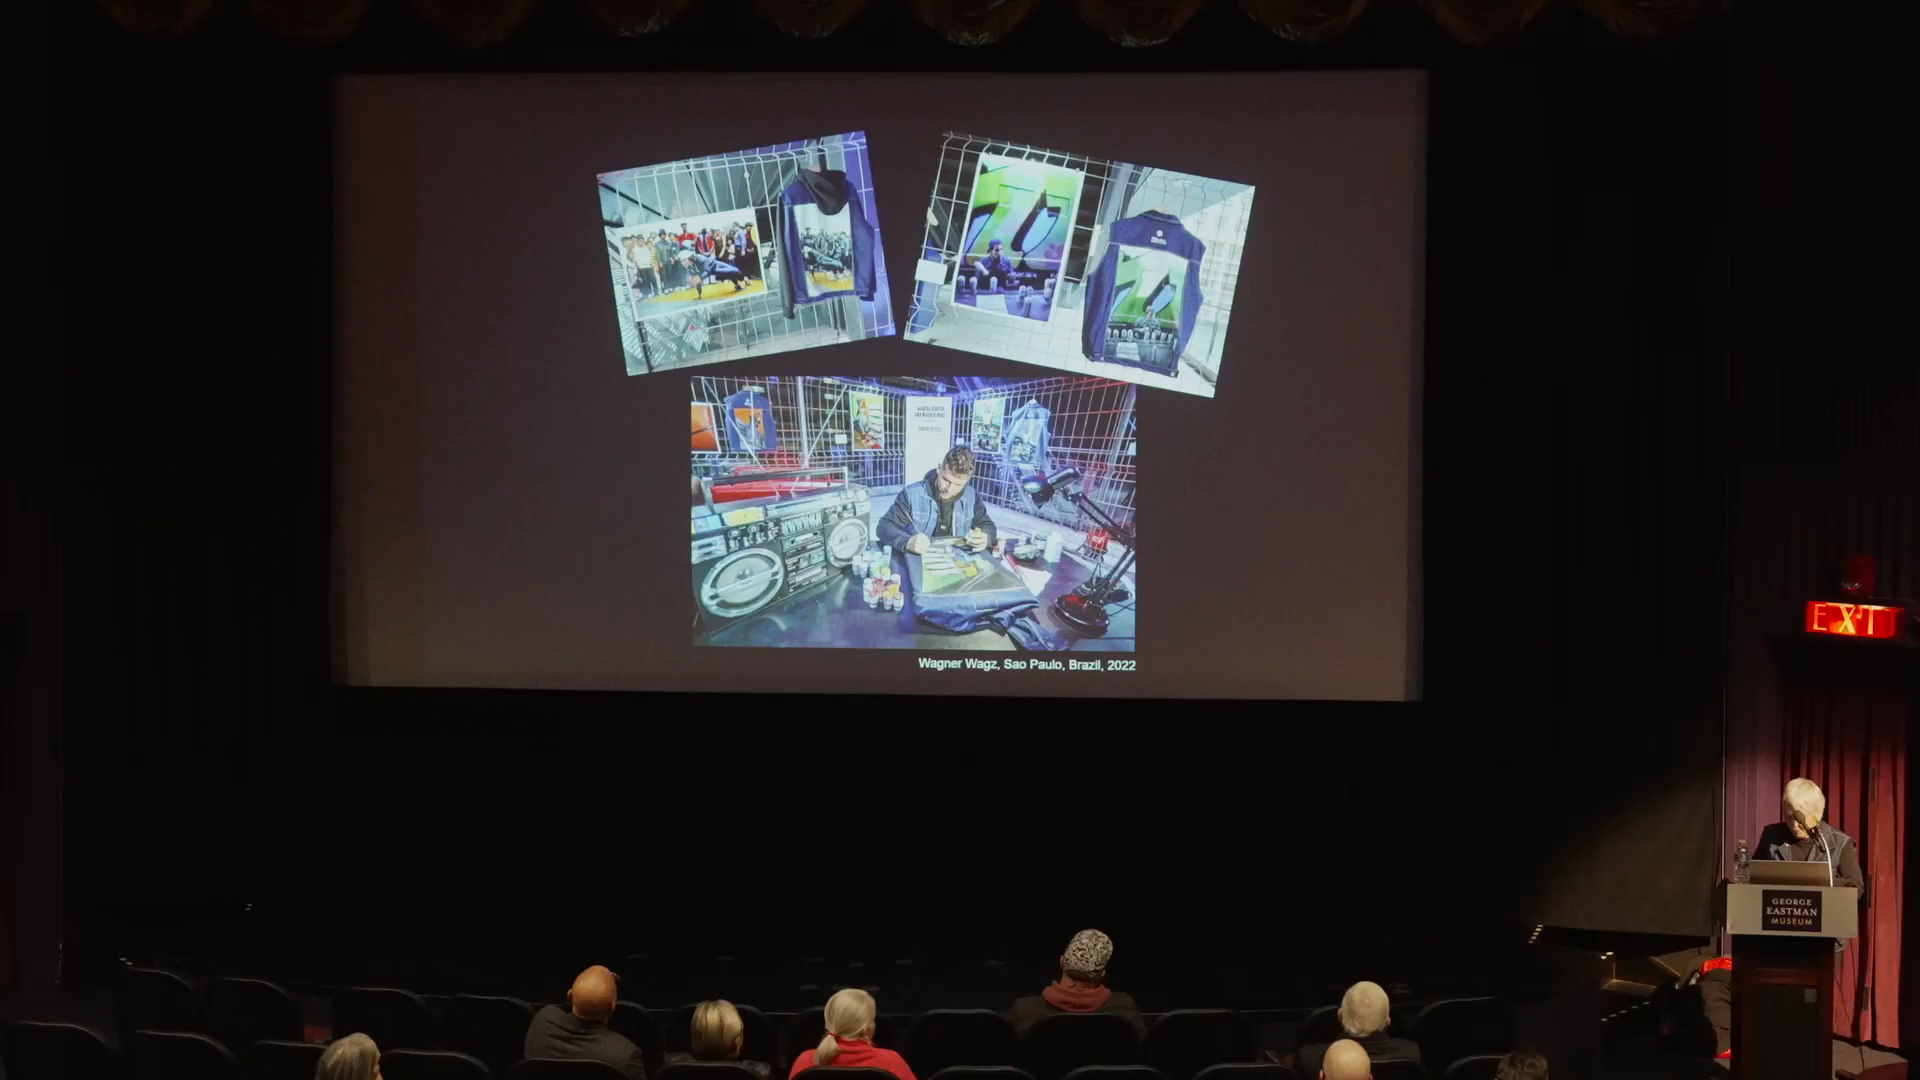 Wagner Wagz, Sao Paulo, Brazil, 2022
EXIT
GEORGE
EASTMAN
MUSEUM